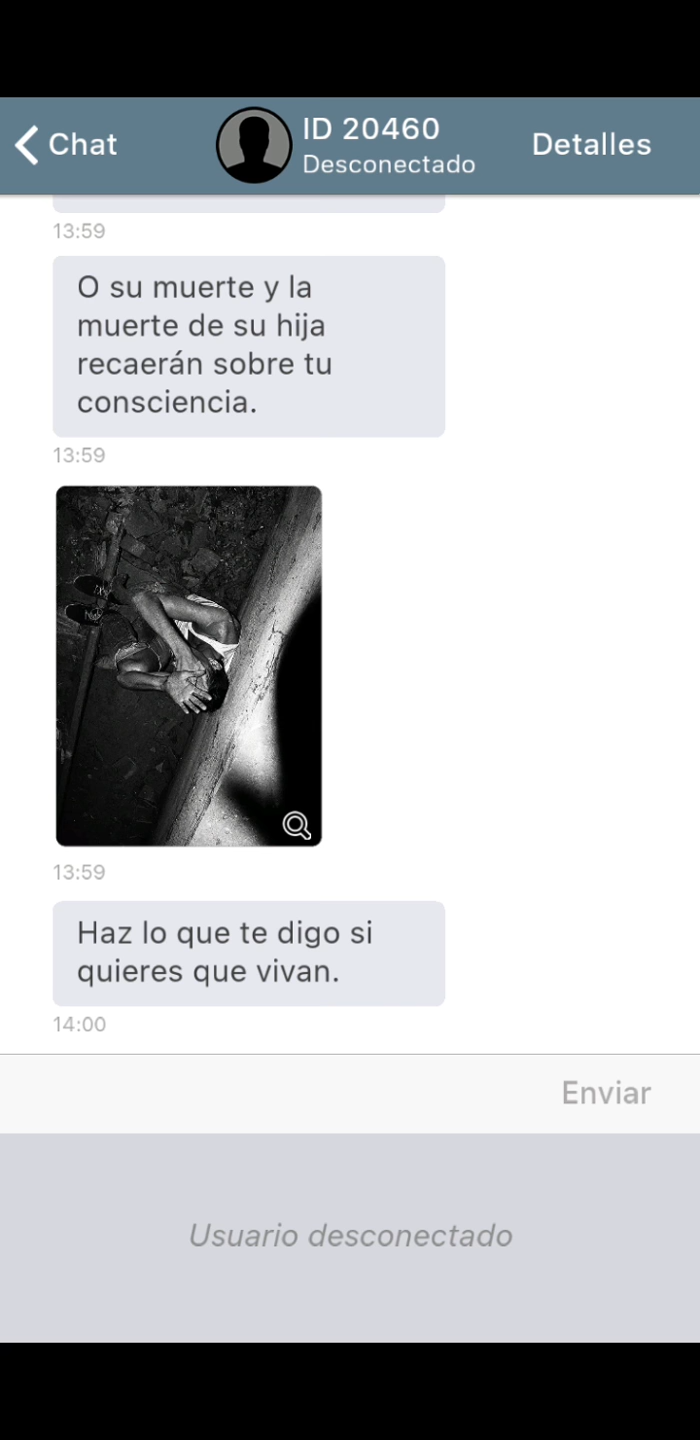 Chat
ID 20460
Desconectado
Detalles
13:59
O su muerte y la
muerte de su hija
recaerán sobre tu
consciencia.
13:59
13:59
Haz lo que te digo si
quieres que vivan.
14:00
Enviar
Usuario desconectado